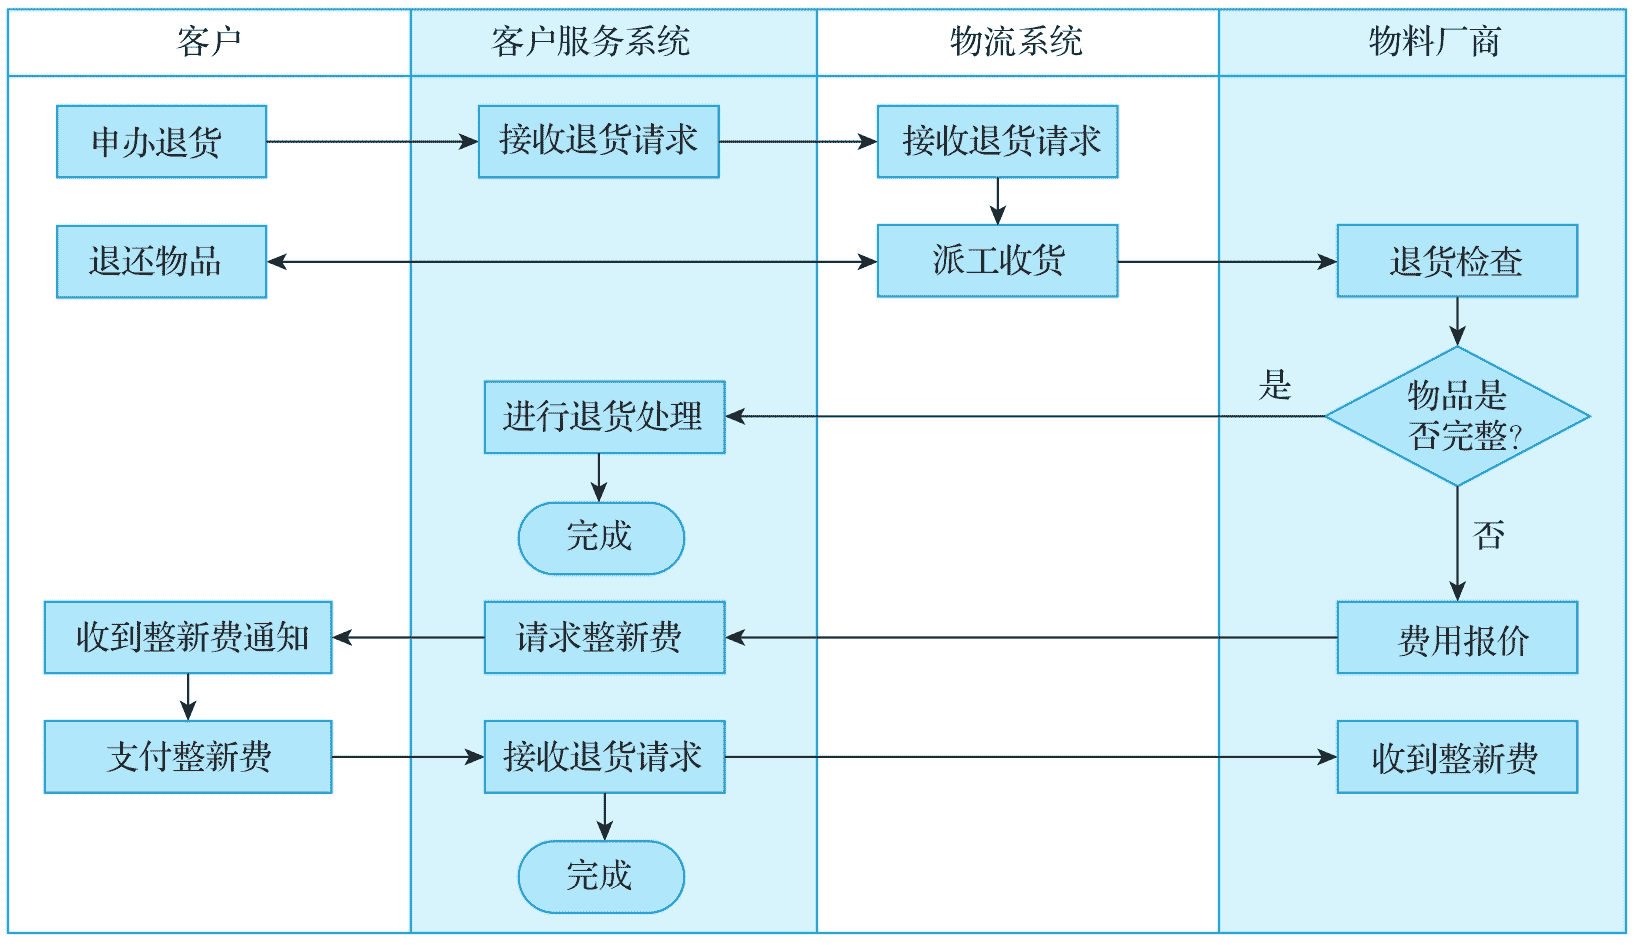 客户
客户服务系统
物流系统
物料厂商
申办退货
接收退货请求
接收退货请求
退还物品
派工收货
退货检查
是
物品是
否完整?
进行退货处理
完成
否
收到整新费通知
请求整新费
费用报价
支付整新费
接收退货请求
收到整新费
完成